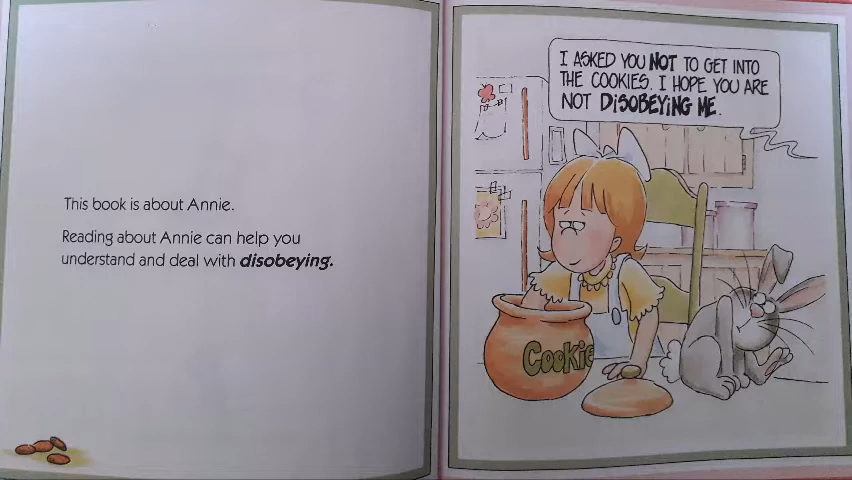 This book is about Annie.
Reading about Annie can help you
understand and deal with disobeying.
I ASKED YOU NOT TO GET INTO
THE COOKIES. I HOPE YOU ARE
NOT DISOBEYING ME.
Cookie